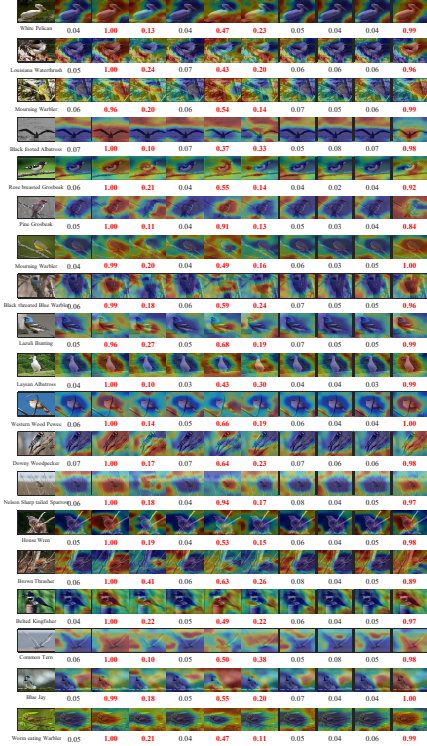 White Pelican 0.04 1.00 0.13 0.04 0.47 0.23 0.05 0.04 0.04 0.99
Louisiana Waterthrush 0.05 1.00 0.24 0.07 0.43 0.20 0.06 0.06 0.06 0.96
Mourning Warbler 0.06 0.96 0.20 0.06 0.54 0.14 0.07 0.05 0.06 0.99
Black footed Albatross 0.07 1.00 0.10 0.07 0.37 0.33 0.05 0.08 0.07 0.98
Rose breasted Grosbeak 0.06 1.00 0.21 0.04 0.55 0.14 0.04 0.02 0.04 0.92
Pine Grosbeak 0.05 1.00 0.11 0.04 0.91 0.13 0.05 0.03 0.04 0.84
Mourning Warbler 0.04 0.99 0.20 0.04 0.49 0.16 0.06 0.03 0.05 1.00
Black throated Blue Warbler 0.06 0.99 0.18 0.06 0.59 0.24 0.07 0.05 0.05 0.96
Lazuli Bunting 0.05 0.96 0.27 0.05 0.68 0.19 0.07 0.05 0.05 0.99
Laysan Albatross 0.04 1.00 0.10 0.03 0.43 0.30 0.04 0.04 0.03 0.99
Western Wood Pewee 0.06 1.00 0.14 0.05 0.66 0.19 0.06 0.04 0.04 1.00
Downy Woodpecker 0.07 1.00 0.17 0.07 0.64 0.23 0.07 0.06 0.06 0.98
Nelson Sharp tailed Sparrow 0.06 1.00 0.18 0.04 0.94 0.17 0.08 0.04 0.05 0.97
House Wren 0.05 1.00 0.19 0.04 0.53 0.15 0.06 0.04 0.05 0.98
Brown Thrasher 0.06 1.00 0.41 0.06 0.63 0.26 0.08 0.04 0.05 0.89
Belted Kingfisher 0.04 1.00 0.22 0.05 0.49 0.22 0.06 0.04 0.05 0.97
Common Tern 0.06 1.00 0.10 0.05 0.50 0.38 0.05 0.08 0.05 0.98
Blue Jay 0.05 0.99 0.18 0.05 0.55 0.20 0.07 0.04 0.04 1.00
Worm eating Warbler 0.05 1.00 0.21 0.04 0.47 0.11 0.05 0.04 0.06 0.99